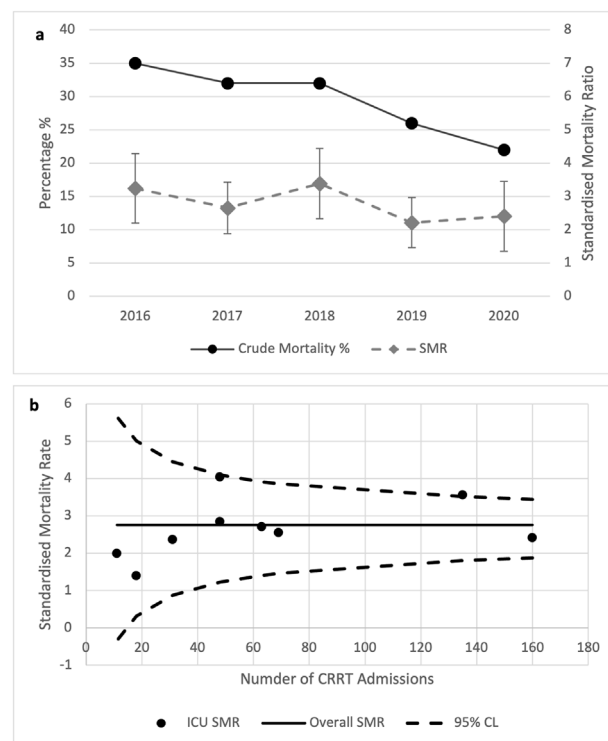 a
40
35
30
25
20
15
10
5
0
Percentage %
8
7
6
5
4
3
2
1
0
Standardised Mortality Ratio
2016 2017 2018 2019 2020
Crude Mortality % SMR
b
6
5
4
3
2
1
0
-1
Standardised Mortality Rate
0 20 40 60 80 100 120 140 160
Numder of CRRT Admissions
ICU SMR Overall SMR 95% CL